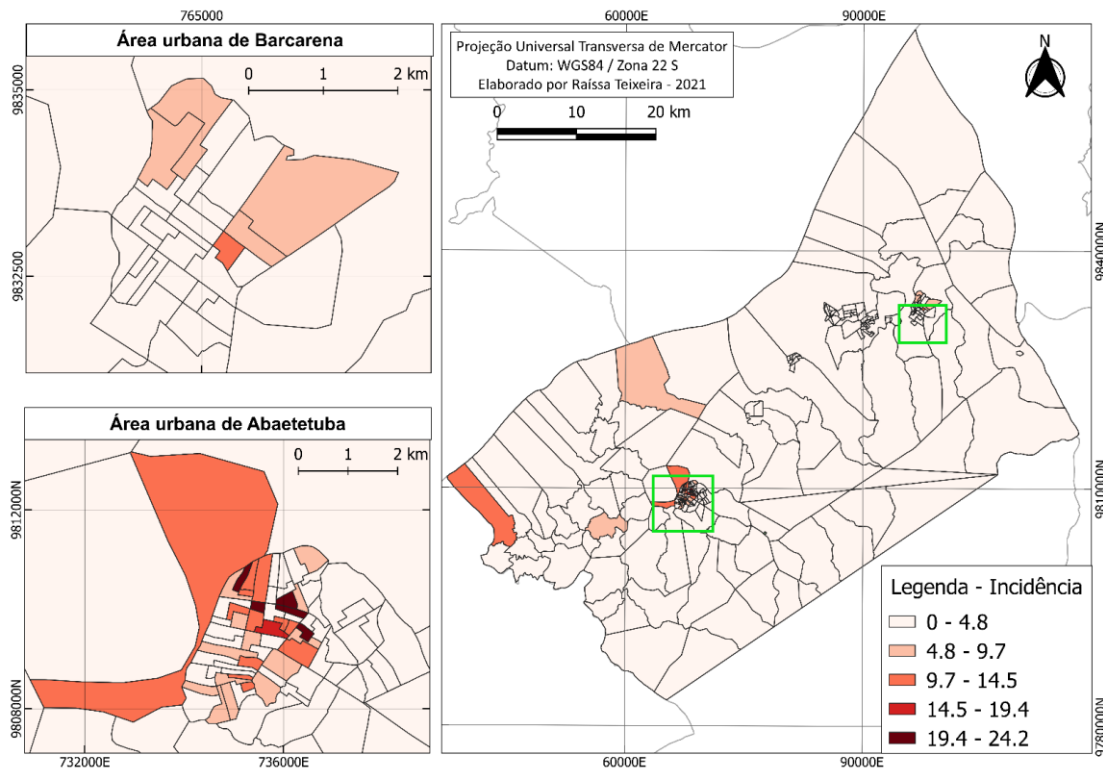 765000
Área urbana de Barcarena
0 1 2 km
9835000
9832500
765000
Área urbana de Abaetetuba
0 1 2 km
9812000N
9808000N
732000E 736000E
60000E 90000E
Projeção Universal Transversa de Mercator
Datum: WGS84 / Zona 22 S
Elaborado por Raíssa Teixeira - 2021
0 10 20 km
N
9840000N
9810000N
9780000N
Legenda - Incidência
0 - 4.8
4.8 - 9.7
9.7 - 14.5
14.5 - 19.4
19.4 - 24.2
60000E 90000E